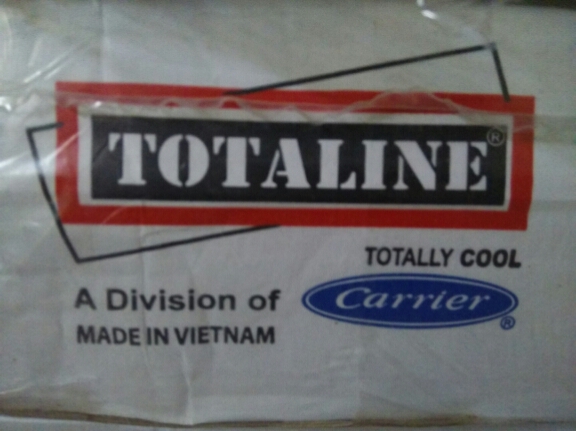 TOTALINE®
TOTALLY COOL
A Division of Carrier®
MADE IN VIETNAM